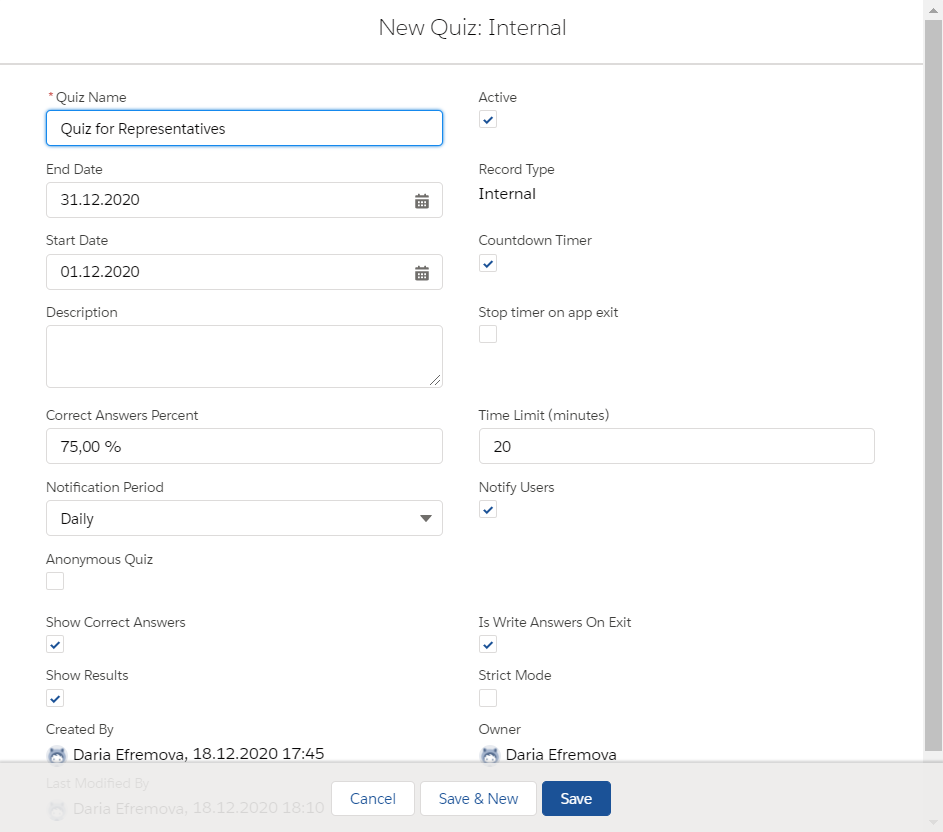 New Quiz: Internal
* Quiz Name
Quiz for Representatives
Active
End Date
31.12.2020
Record Type
Internal
Start Date
01.12.2020
Countdown Timer
Description
Stop timer on app exit
Correct Answers Percent
75,00 %
Time Limit (minutes)
20
Notification Period
Daily
Notify Users
Anonymous Quiz
Show Correct Answers
Is Write Answers On Exit
Show Results
Strict Mode
Created By
Daria Efremova, 18.12.2020 17:45
Owner
Daria Efremova
Last Modified By
Daria Efremova, 18.12.2020 18:10
Cancel
Save & New
Save